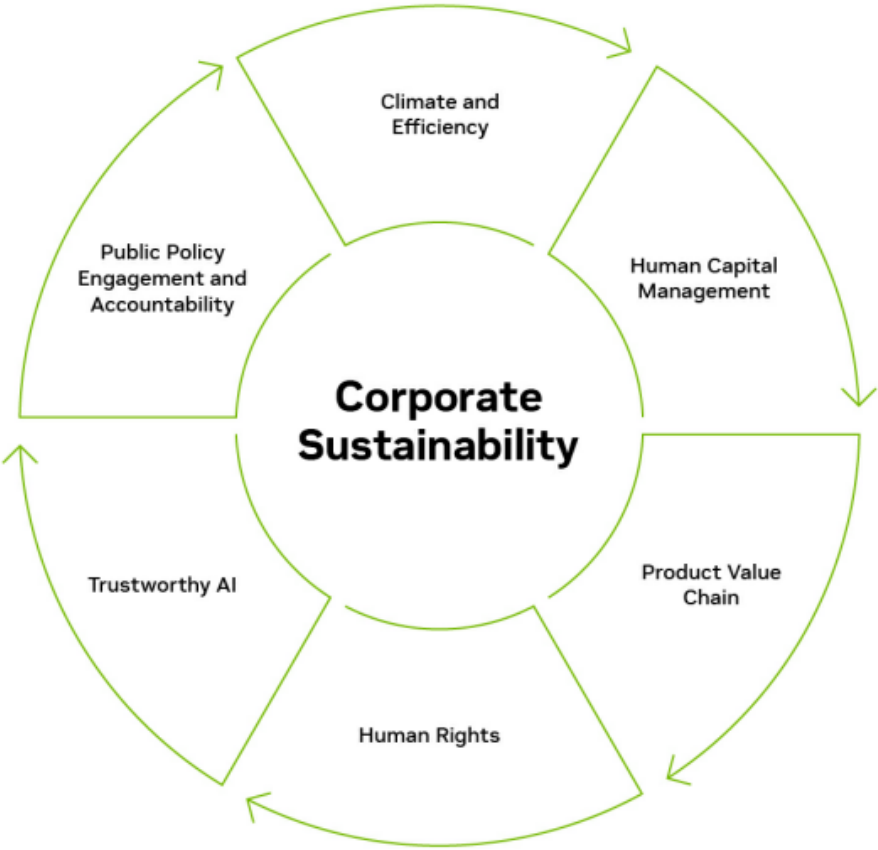 Climate and
Efficiency
Human Capital
Management
Product Value
Chain
Human Rights
Trustworthy AI
Public Policy
Engagement and
Accountability
Corporate
Sustainability